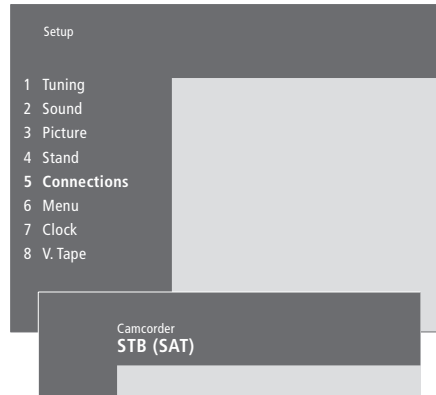 Setup
1 Tuning
2 Sound
3 Picture
4 Stand
5 Connections
6 Menu
7 Clock
8 V. Tape
Camcorder
STB (SAT)